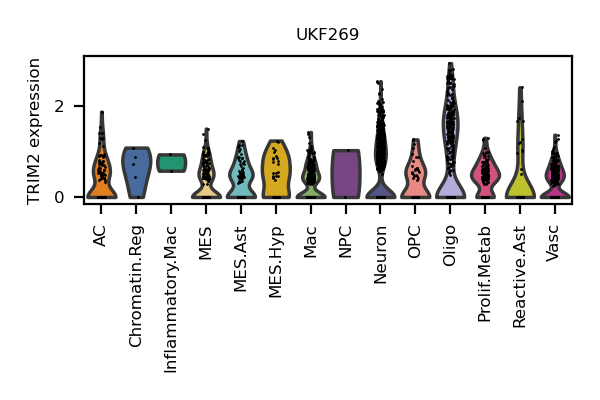 UKF269
TRIM2 expression
2
0
AC
Chromatin.Reg
Inflammatory.Mac
MES
MES.Ast
MES.Hyp
Mac
NPC
Neuron
OPC
Oligo
Prolif.Metab
Reactive.Ast
Vasc